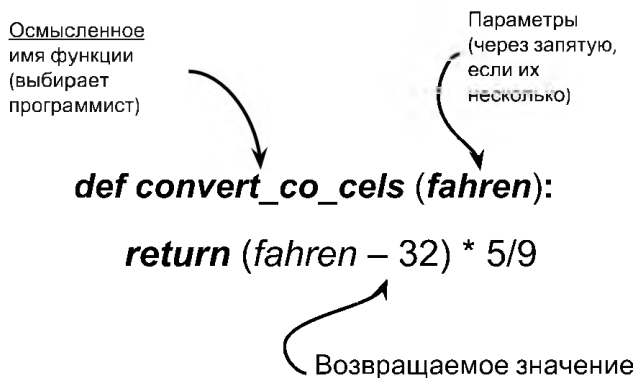 Осмысленное
имя функции
(выбирает
программист)
Параметры
(через запятую,
если их
несколько)
def convert_co_cels (fahren):
return (fahren – 32) * 5/9
Возвращаемое значение